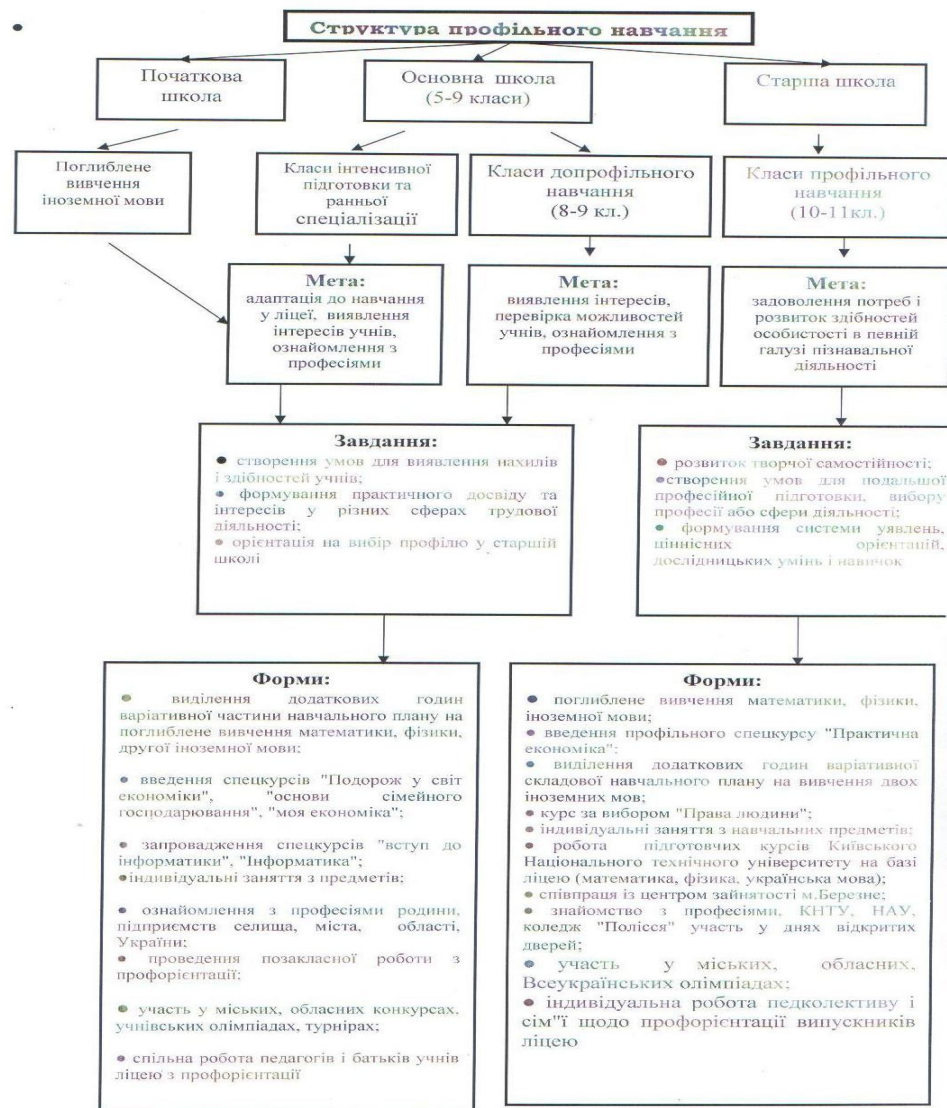 Структура профільного навчання
Початкова
школа
Основна школа
(5-9 класи)
Старша школа
Поглиблене
вивчення
іноземної мови
Класи інтенсивної
підготовки та
ранньої
спеціалізації
Класи допрофільного
навчання
(8-9 кл.)
Класи профільного
навчання
(10-11кл.)
Мета:
адаптація до навчання
у ліцеї, виявлення
інтересів учнів,
ознайомлення з
професіями
Мета:
виявлення інтересів,
перевірка можливостей
учнів, ознайомлення з
професіями
Мета:
задоволення потреб і
розвиток здібностей
особистості в певній
галузі пізнавальної
діяльності
Завдання:
● створення умов для виявлення нахилів
і здібностей учнів;
● формування практичного досвіду та
інтересів у різних сферах трудової
діяльності;
● орієнтація на вибір профілю у старшій
школі
Завдання:
● розвиток творчої самостійності;
●створення умов для подальшої
професійної підготовки, вибору
професії або сфери діяльності;
● формування системи уявлень,
ціннісних орієнтацій,
дослідницьких умінь і навичок
Форми:
● виділення додаткових годин
варіативної частини навчального плану на
поглиблене вивчення математики, фізики,
другої іноземної мови;
● введення спецкурсів "Подорож у світ
економіки", "основи сімейного
господарювання", "моя економіка";
● запровадження спецкурсів "вступ до
інформатики", "Інформатика";
●індивідуальні заняття з предметів;
● ознайомлення з професіями родини,
підприємств селища, міста, області,
України;
● проведення позакласної роботи з
профорієнтації;
● участь у міських, обласних конкурсах,
учнівських олімпіадах, турнірах;
● спільна робота педагогів і батьків учнів
ліцею з профорієнтації
Форми:
● поглиблене вивчення математики, фізики,
іноземної мови;
● введення профільного спецкурсу "Практична
економіка";
● виділення додаткових годин варіативної
складової навчального плану на вивчення двох
іноземних мов;
● курс за вибором "Права людини";
● індивідуальні заняття з навчальних предметів;
● робота підготовчих курсів Київського
Національного технічного університету на базі
ліцею (математика, фізика, українська мова);
● співпраця із центром зайнятості м.Березне;
● знайомство з професіями, КНТУ, НАУ,
коледж "Полісся" участь у днях відкритих
дверей;
● участь у міських, обласних,
Всеукраїнських олімпіадах;
● індивідуальна робота педколективу і
сім"ї щодо профорієнтації випускників
ліцею